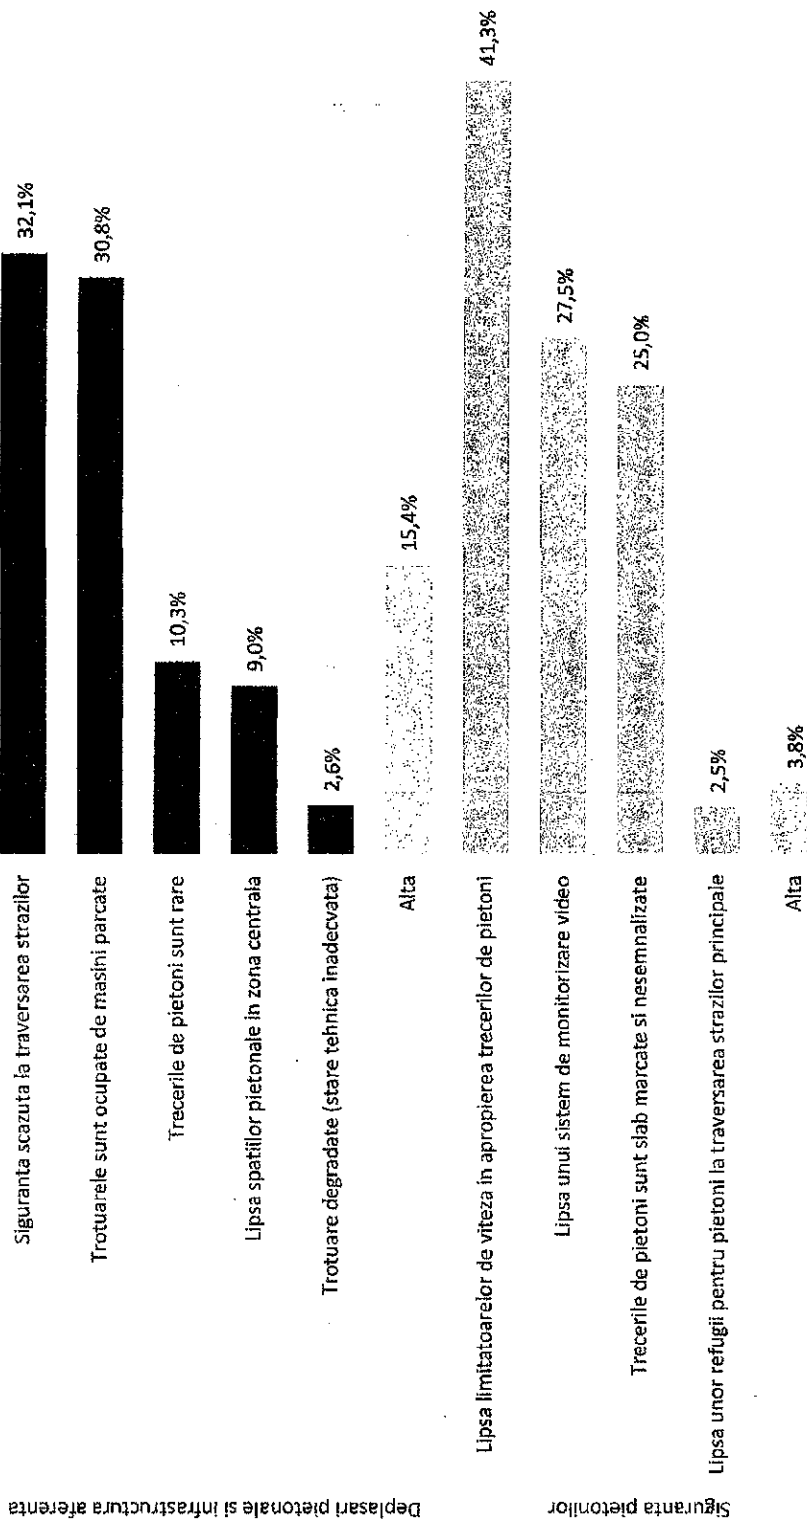 Deplasari pietonale si infrastructura aferenta
Siguranta scazuta la traversarea strazilor
32,1%
Trotuarele sunt ocupate de masini parcate
30,8%
Trecerile de pietoni sunt rare
10,3%
Lipsa spatiilor pietonale in zona centrala
9,0%
Trotuare degradate (stare tehnica inadecvata)
2,6%
Alta
15,4%
Siguranta pietonilor
Lipsa limitatoarelor de viteza in apropierea trecerilor de pietoni
41,3%
Lipsa unui sistem de monitorizare video
27,5%
Trecerile de pietoni sunt slab marcate si nesemnalizate
25,0%
Lipsa unor refugii pentru pietoni la traversarea strazilor principale
2,5%
Alta
3,8%